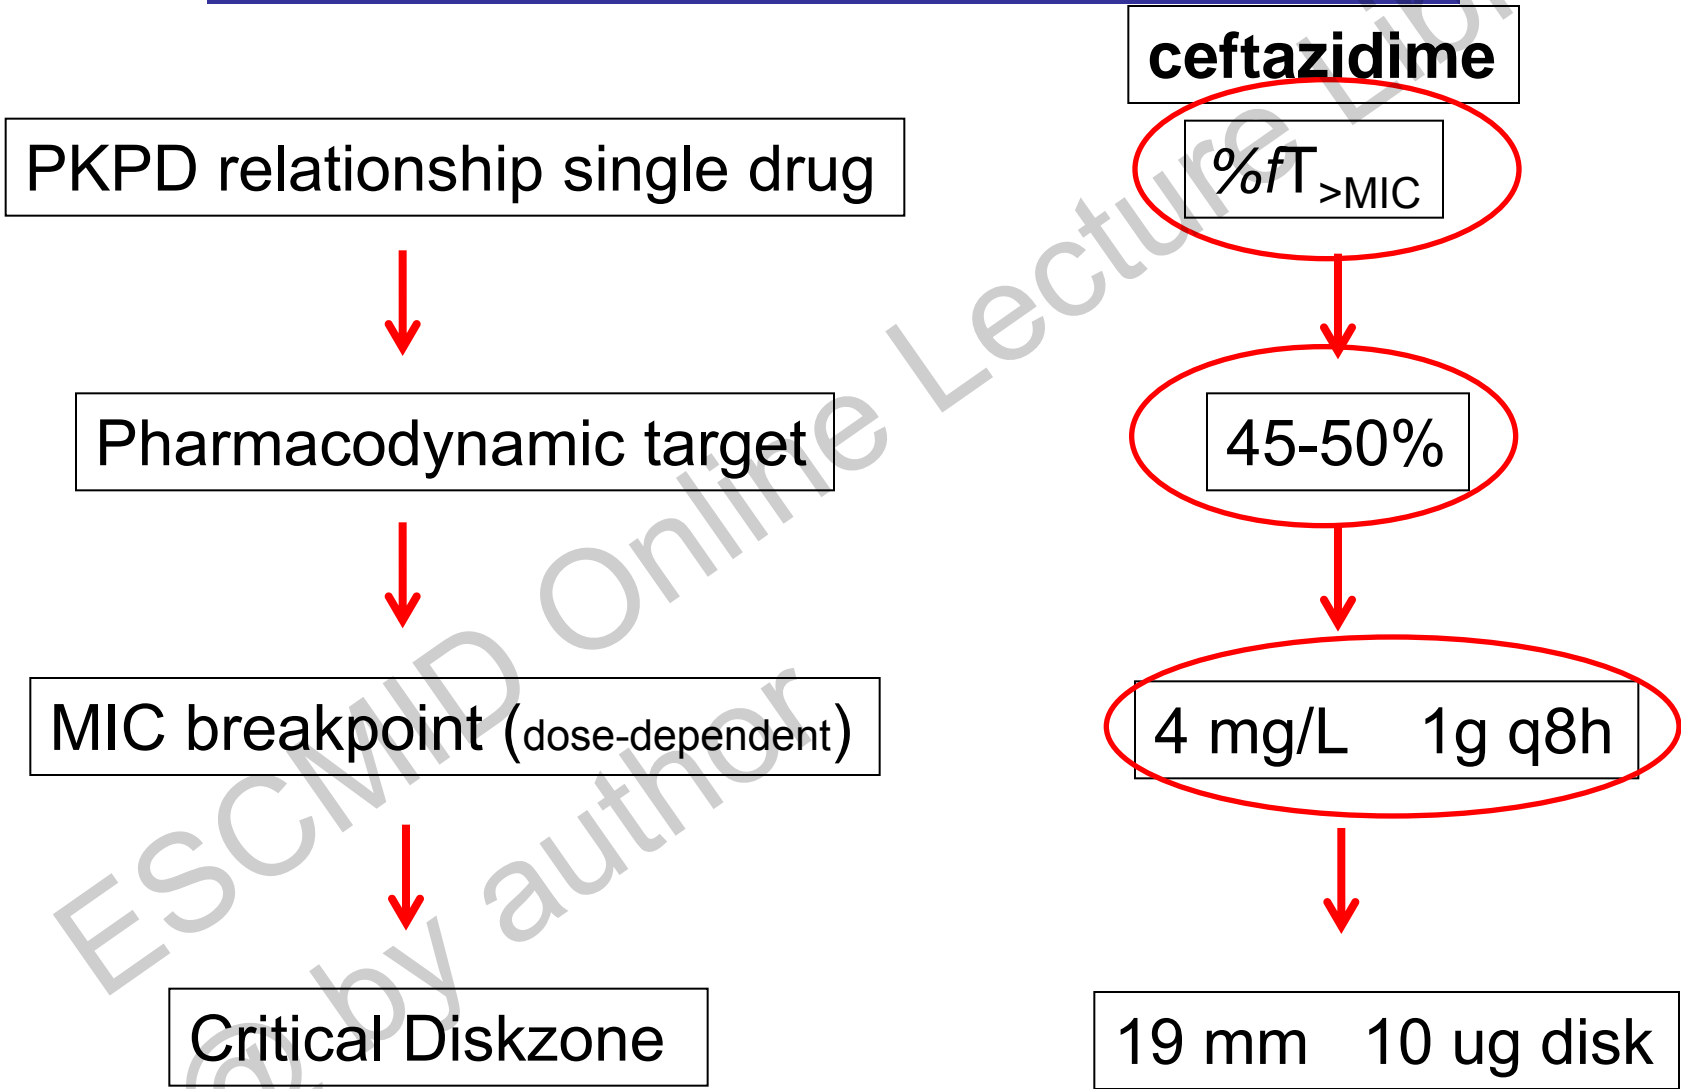 ceftazidime
PKPD relationship single drug
%fT>MIC
Pharmacodynamic target
45-50%
MIC breakpoint (dose-dependent)
4 mg/L 1g q8h
Critical Diskzone
19 mm 10 ug disk
ESCMID Online Lecture Libr
@ by author